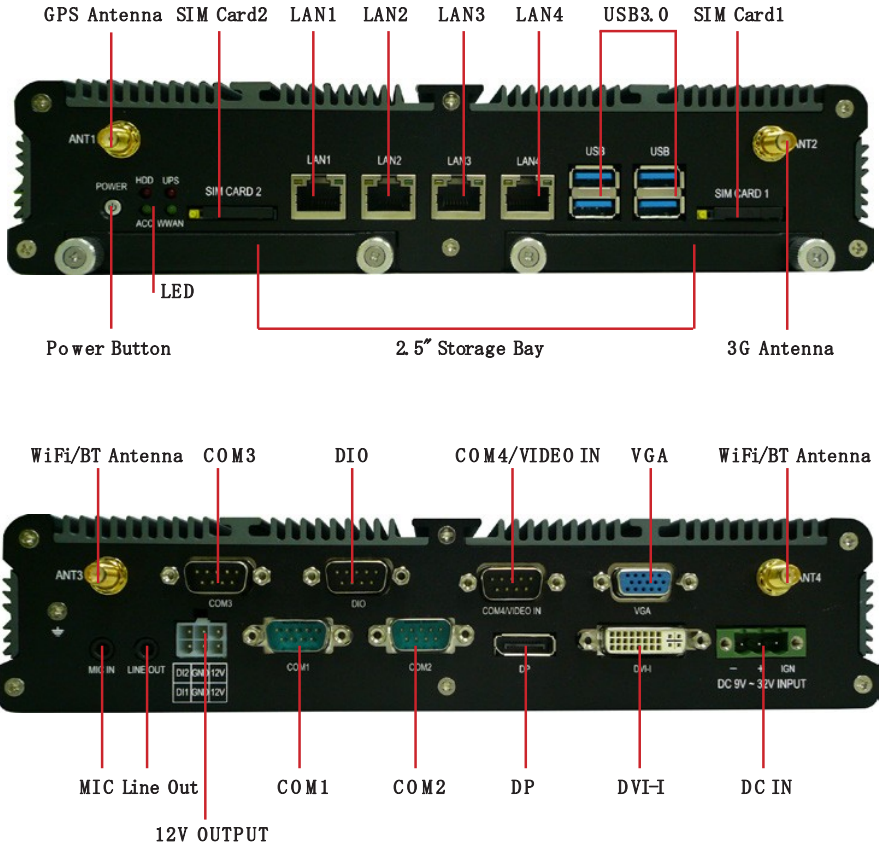 GPS Antenna SIM Card2 LAN1 LAN2 LAN3 LAN4 USB3.0 SIM Card1
ANT1 LAN1 LAN2 LAN3 LAN4 USB USB ANT2
POWER HDD UPS SIM CARD 2 SIM CARD 1
ACC WWAN
LED
Power Button 2.5" Storage Bay 3G Antenna
WiFi/BT Antenna COM3 DIO COM4/VIDEO IN VGA WiFi/BT Antenna
ANT3 ANT4
COM3 DIO COM4/VIDEO IN VGA
MIC IN LINE OUT COM1 COM2 DP DVI-I − + IGN
DI2 GND 12V DC 9V ~ 32V INPUT
DI1 GND 12V
MIC Line Out COM1 COM2 DP DVI-I DC IN
12V OUTPUT